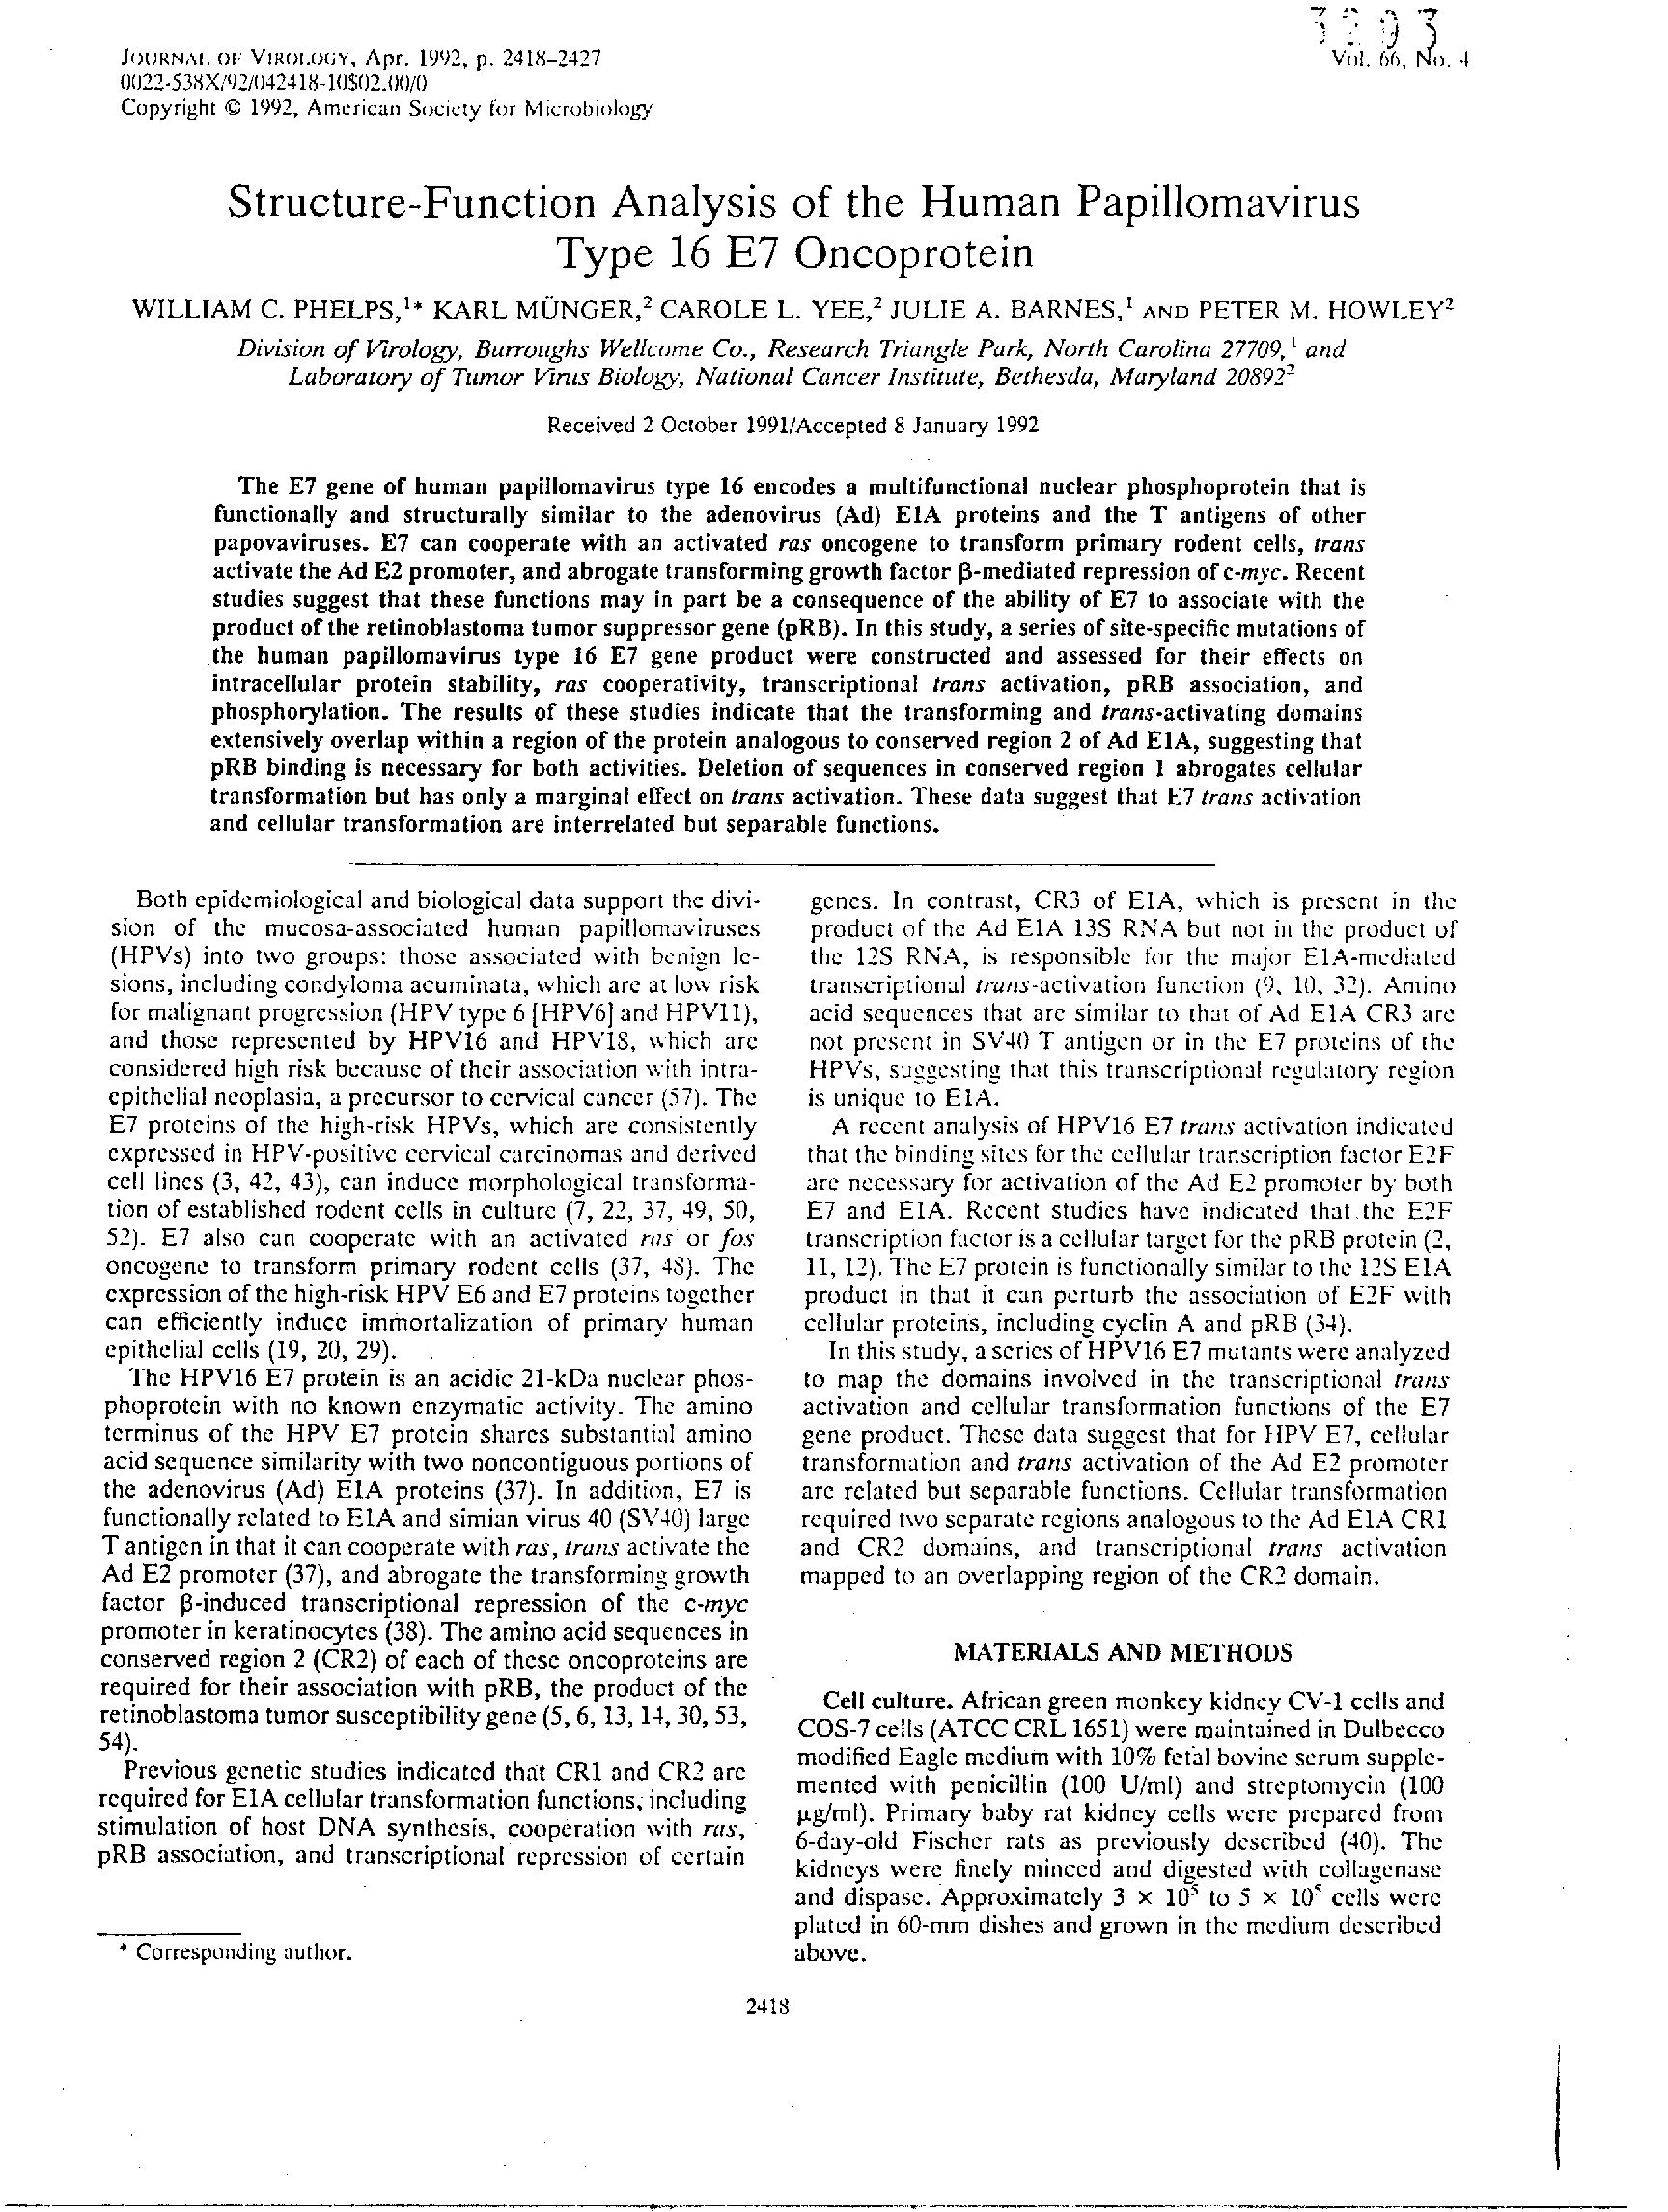 JOURNAL OF VIROLOGY, Apr. 1992, p. 2418–2427
0022-538X/92/042418-10$02.00/0
Copyright © 1992, American Society for Microbiology
Vol. 66, No. 4
Structure-Function Analysis of the Human Papillomavirus
Type 16 E7 Oncoprotein
WILLIAM C. PHELPS,¹* KARL MÜNGER,² CAROLE L. YEE,² JULIE A. BARNES,¹ AND PETER M. HOWLEY²
Division of Virology, Burroughs Wellcome Co., Research Triangle Park, North Carolina 27709,¹ and
Laboratory of Tumor Virus Biology, National Cancer Institute, Bethesda, Maryland 20892²
Received 2 October 1991/Accepted 8 January 1992
The E7 gene of human papillomavirus type 16 encodes a multifunctional nuclear phosphoprotein that is
functionally and structurally similar to the adenovirus (Ad) E1A proteins and the T antigens of other
papovaviruses. E7 can cooperate with an activated ras oncogene to transform primary rodent cells, trans
activate the Ad E2 promoter, and abrogate transforming growth factor β-mediated repression of c-myc. Recent
studies suggest that these functions may in part be a consequence of the ability of E7 to associate with the
product of the retinoblastoma tumor suppressor gene (pRB). In this study, a series of site-specific mutations of
the human papillomavirus type 16 E7 gene product were constructed and assessed for their effects on
intracellular protein stability, ras cooperativity, transcriptional trans activation, pRB association, and
phosphorylation. The results of these studies indicate that the transforming and trans-activating domains
extensively overlap within a region of the protein analogous to conserved region 2 of Ad E1A, suggesting that
pRB binding is necessary for both activities. Deletion of sequences in conserved region 1 abrogates cellular
transformation but has only a marginal effect on trans activation. These data suggest that E7 trans activation
and cellular transformation are interrelated but separable functions.
Both epidemiological and biological data support the divi-
sion of the mucosa-associated human papillomaviruses
(HPVs) into two groups: those associated with benign le-
sions, including condyloma acuminata, which are at low risk
for malignant progression (HPV type 6 [HPV6] and HPV11),
and those represented by HPV16 and HPV18, which are
considered high risk because of their association with intra-
epithelial neoplasia, a precursor to cervical cancer (57). The
E7 proteins of the high-risk HPVs, which are consistently
expressed in HPV-positive cervical carcinomas and derived
cell lines (3, 42, 43), can induce morphological transforma-
tion of established rodent cells in culture (7, 22, 37, 49, 50,
52). E7 also can cooperate with an activated ras or fos
oncogene to transform primary rodent cells (37, 48). The
expression of the high-risk HPV E6 and E7 proteins together
can efficiently induce immortalization of primary human
epithelial cells (19, 20, 29).
The HPV16 E7 protein is an acidic 21-kDa nuclear phos-
phoprotein with no known enzymatic activity. The amino
terminus of the HPV E7 protein shares substantial amino
acid sequence similarity with two noncontiguous portions of
the adenovirus (Ad) E1A proteins (37). In addition, E7 is
functionally related to E1A and simian virus 40 (SV40) large
T antigen in that it can cooperate with ras, trans activate the
Ad E2 promoter (37), and abrogate the transforming growth
factor β-induced transcriptional repression of the c-myc
promoter in keratinocytes (38). The amino acid sequences in
conserved region 2 (CR2) of each of these oncoproteins are
required for their association with pRB, the product of the
retinoblastoma tumor susceptibility gene (5, 6, 13, 14, 30, 53,
54).
Previous genetic studies indicated that CR1 and CR2 are
required for E1A cellular transformation functions, including
stimulation of host DNA synthesis, cooperation with ras,
pRB association, and transcriptional repression of certain
* Corresponding author.
genes. In contrast, CR3 of E1A, which is present in the
product of the Ad E1A 13S RNA but not in the product of
the 12S RNA, is responsible for the major E1A-mediated
transcriptional trans-activation function (9, 10, 32). Amino
acid sequences that are similar to that of Ad E1A CR3 are
not present in SV40 T antigen or in the E7 proteins of the
HPVs, suggesting that this transcriptional regulatory region
is unique to E1A.
A recent analysis of HPV16 E7 trans activation indicated
that the binding sites for the cellular transcription factor E2F
are necessary for activation of the Ad E2 promoter by both
E7 and E1A. Recent studies have indicated that the E2F
transcription factor is a cellular target for the pRB protein (2,
11, 12). The E7 protein is functionally similar to the 12S E1A
product in that it can perturb the association of E2F with
cellular proteins, including cyclin A and pRB (34).
In this study, a series of HPV16 E7 mutants were analyzed
to map the domains involved in the transcriptional trans
activation and cellular transformation functions of the E7
gene product. These data suggest that for HPV E7, cellular
transformation and trans activation of the Ad E2 promoter
are related but separable functions. Cellular transformation
required two separate regions analogous to the Ad E1A CR1
and CR2 domains, and transcriptional trans activation
mapped to an overlapping region of the CR2 domain.
MATERIALS AND METHODS
Cell culture. African green monkey kidney CV-1 cells and
COS-7 cells (ATCC CRL 1651) were maintained in Dulbecco
modified Eagle medium with 10% fetal bovine serum supple-
mented with penicillin (100 U/ml) and streptomycin (100
μg/ml). Primary baby rat kidney cells were prepared from
6-day-old Fischer rats as previously described (40). The
kidneys were finely minced and digested with collagenase
and dispase. Approximately 3 × 10⁵ to 5 × 10⁵ cells were
plated in 60-mm dishes and grown in the medium described
above.
2418